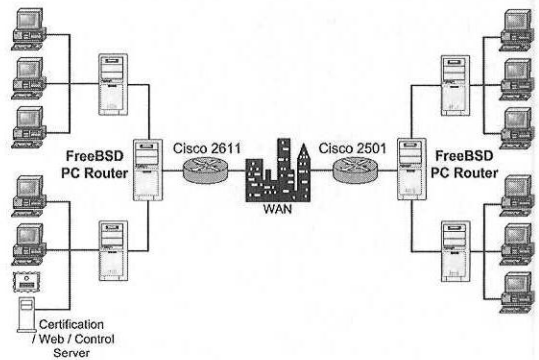 Cisco 2611
Cisco 2501
FreeBSD
PC Router
FreeBSD
PC Router
WAN
Certification
/ Web / Control
Server